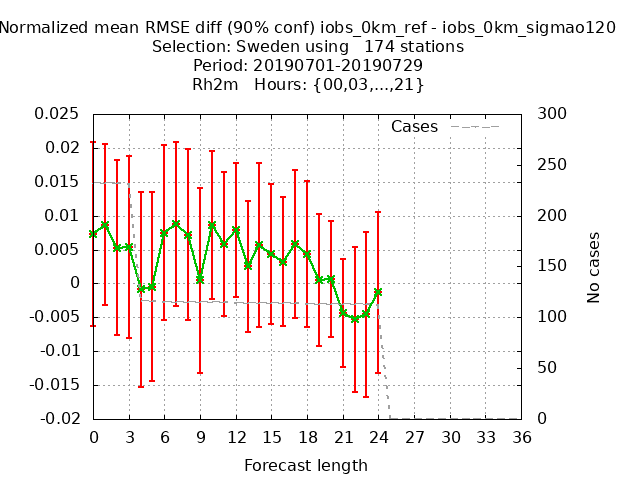 Normalized mean RMSE diff (90% conf) iobs_0km_ref - iobs_0km_sigmao120
Selection: Sweden using   174 stations
Period: 20190701-20190729
Rh2m   Hours: {00,03,...,21}
Cases
0.025
0.02
0.015
0.01
0.005
0
-0.005
-0.01
-0.015
-0.02
300
250
200
150
100
50
0
No cases
0 3 6 9 12 15 18 21 24 27 30 33 36
Forecast length